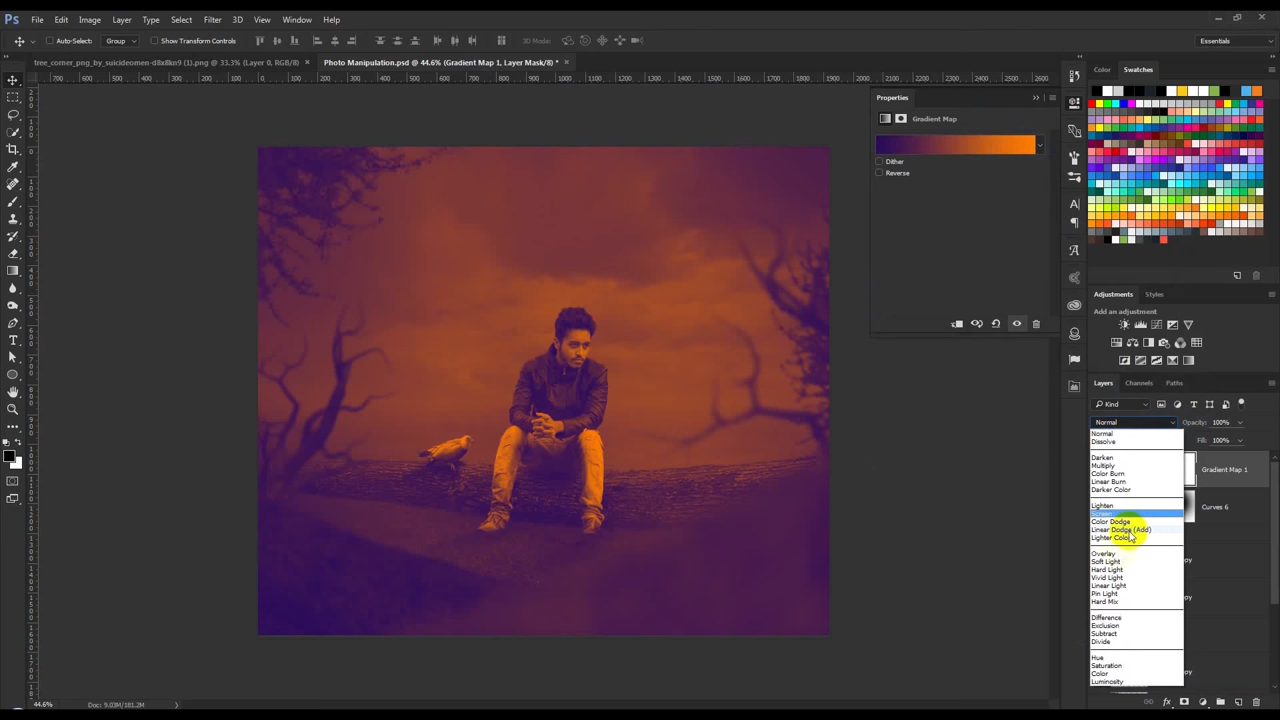 Ps File Edit Image Layer Type Select Filter 3D View Window Help
Auto-Select: Group Show Transform Controls 3D Mode: Essentials
tree_corner_png_by_suicideomen-d8x8kn9 (1).png @ 33.3% (Layer 0, RGB/8) × Photo Manipulation.psd @ 44.6% (Gradient Map 1, Layer Mask/8) * ×
Color Swatches
Properties
Gradient Map
Dither
Reverse
Adjustments Styles
Add an adjustment
Layers Channels Paths
Kind
Normal Opacity: 100%
Normal
Fill: 100%
Dissolve
Darken
Multiply
Gradient Map 1
Color Burn
Linear Burn
Darker Color
Lighten
Curves 6
Screen
Color Dodge
Linear Dodge (Add)
Lighter Color
Overlay
Soft Light
Hard Light
Vivid Light
Linear Light
Pin Light
Hard Mix
Difference
Exclusion
Subtract
Divide
Hue
Saturation
Color
Luminosity
44.6% Doc: 9.03M/181.2M